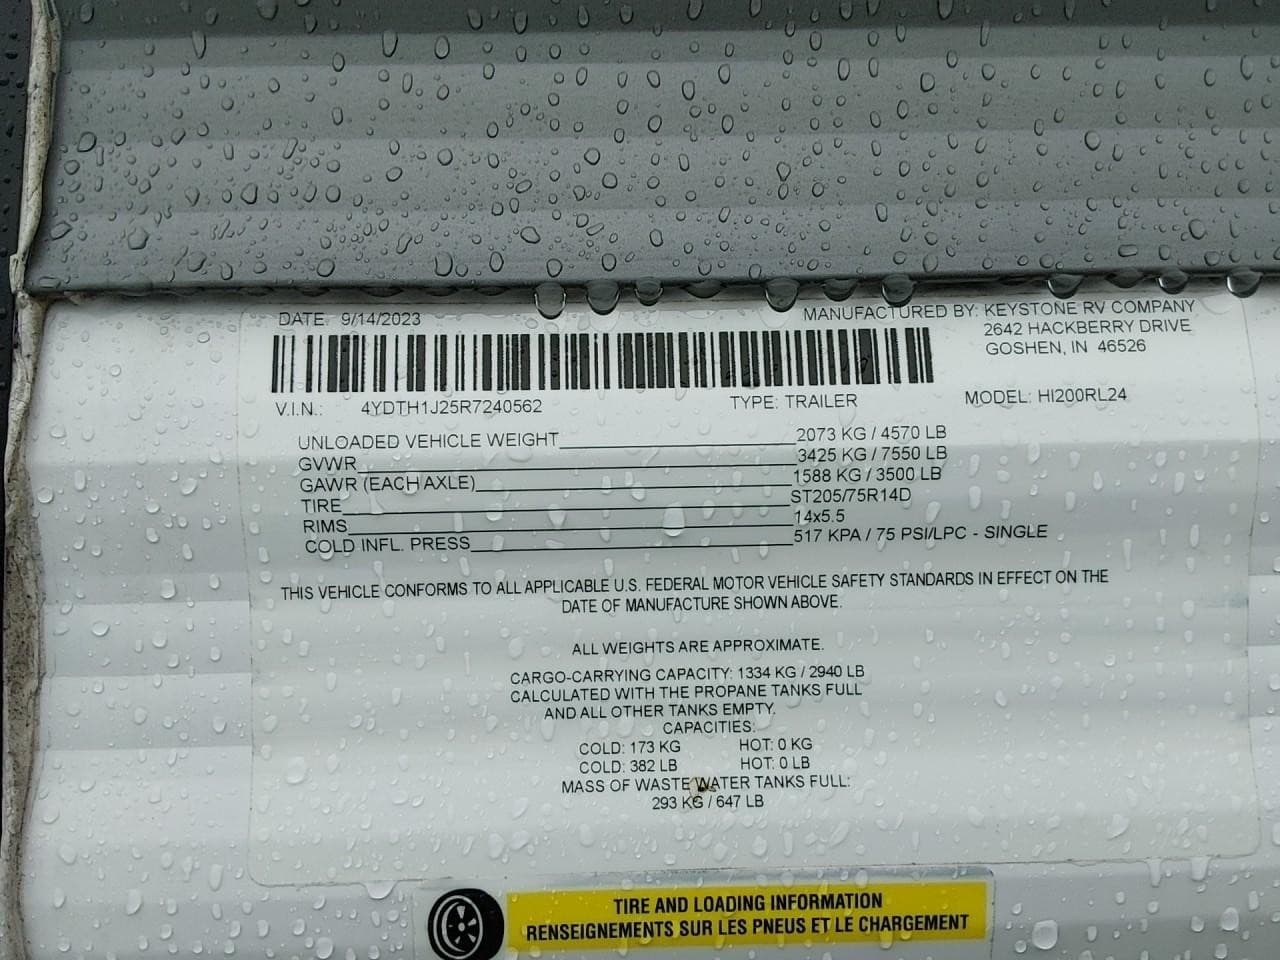 DATE 9/14/2023
MANUFACTURED BY: KEYSTONE RV COMPANY
2642 HACKBERRY DRIVE
GOSHEN, IN 46526
V.I.N.: 4YDTH1J25R7240562 TYPE: TRAILER MODEL: HI200RL24
UNLOADED VEHICLE WEIGHT 2073 KG / 4570 LB
GVWR 3425 KG / 7550 LB
GAWR (EACH AXLE) 1588 KG / 3500 LB
TIRE ST205/75R14D
RIMS 14x5.5
COLD INFL. PRESS 517 KPA / 75 PSI/LPC - SINGLE
THIS VEHICLE CONFORMS TO ALL APPLICABLE U.S. FEDERAL MOTOR VEHICLE SAFETY STANDARDS IN EFFECT ON THE
DATE OF MANUFACTURE SHOWN ABOVE.
ALL WEIGHTS ARE APPROXIMATE.
CARGO-CARRYING CAPACITY: 1334 KG / 2940 LB
CALCULATED WITH THE PROPANE TANKS FULL
AND ALL OTHER TANKS EMPTY.
CAPACITIES:
COLD: 173 KG HOT: 0 KG
COLD: 382 LB HOT: 0 LB
MASS OF WASTE WATER TANKS FULL:
293 KG / 647 LB
TIRE AND LOADING INFORMATION
RENSEIGNEMENTS SUR LES PNEUS ET LE CHARGEMENT